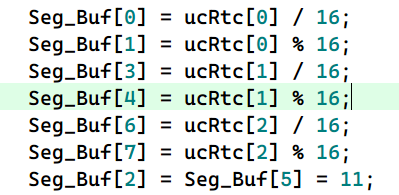 Seg_Buf[0] = ucRtc[0] / 16;
Seg_Buf[1] = ucRtc[0] % 16;
Seg_Buf[3] = ucRtc[1] / 16;
Seg_Buf[4] = ucRtc[1] % 16;
Seg_Buf[6] = ucRtc[2] / 16;
Seg_Buf[7] = ucRtc[2] % 16;
Seg_Buf[2] = Seg_Buf[5] = 11;